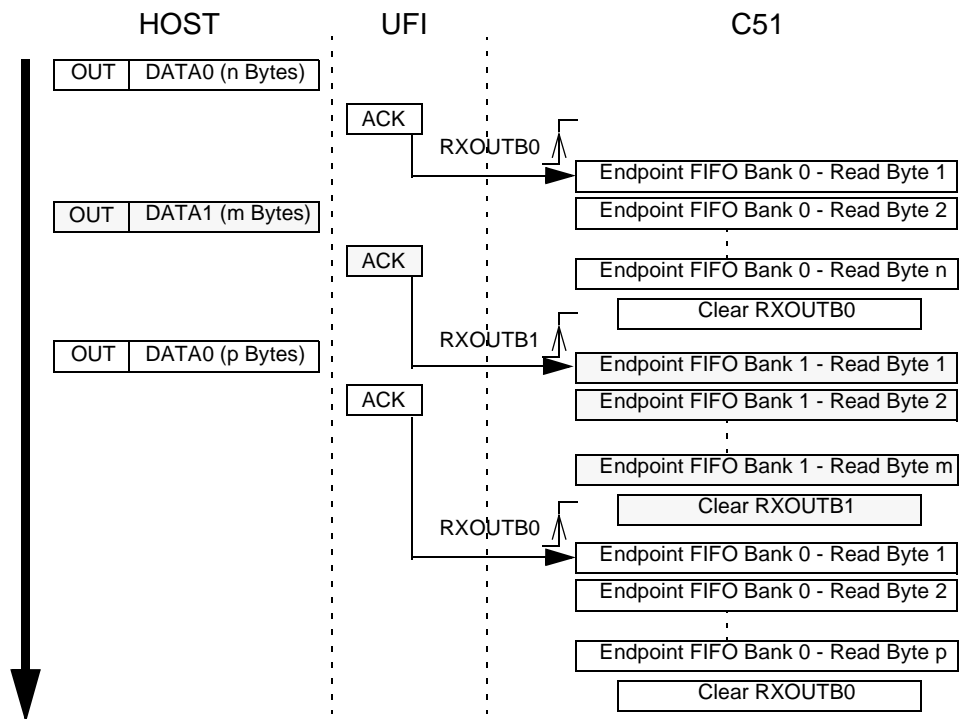 HOST UFI C51
OUT DATA0 (n Bytes)
ACK
RXOUTB0
Endpoint FIFO Bank 0 - Read Byte 1
OUT DATA1 (m Bytes)
Endpoint FIFO Bank 0 - Read Byte 2
ACK
Endpoint FIFO Bank 0 - Read Byte n
Clear RXOUTB0
RXOUTB1
OUT DATA0 (p Bytes)
Endpoint FIFO Bank 1 - Read Byte 1
ACK
Endpoint FIFO Bank 1 - Read Byte 2
Endpoint FIFO Bank 1 - Read Byte m
Clear RXOUTB1
RXOUTB0
Endpoint FIFO Bank 0 - Read Byte 1
Endpoint FIFO Bank 0 - Read Byte 2
Endpoint FIFO Bank 0 - Read Byte p
Clear RXOUTB0